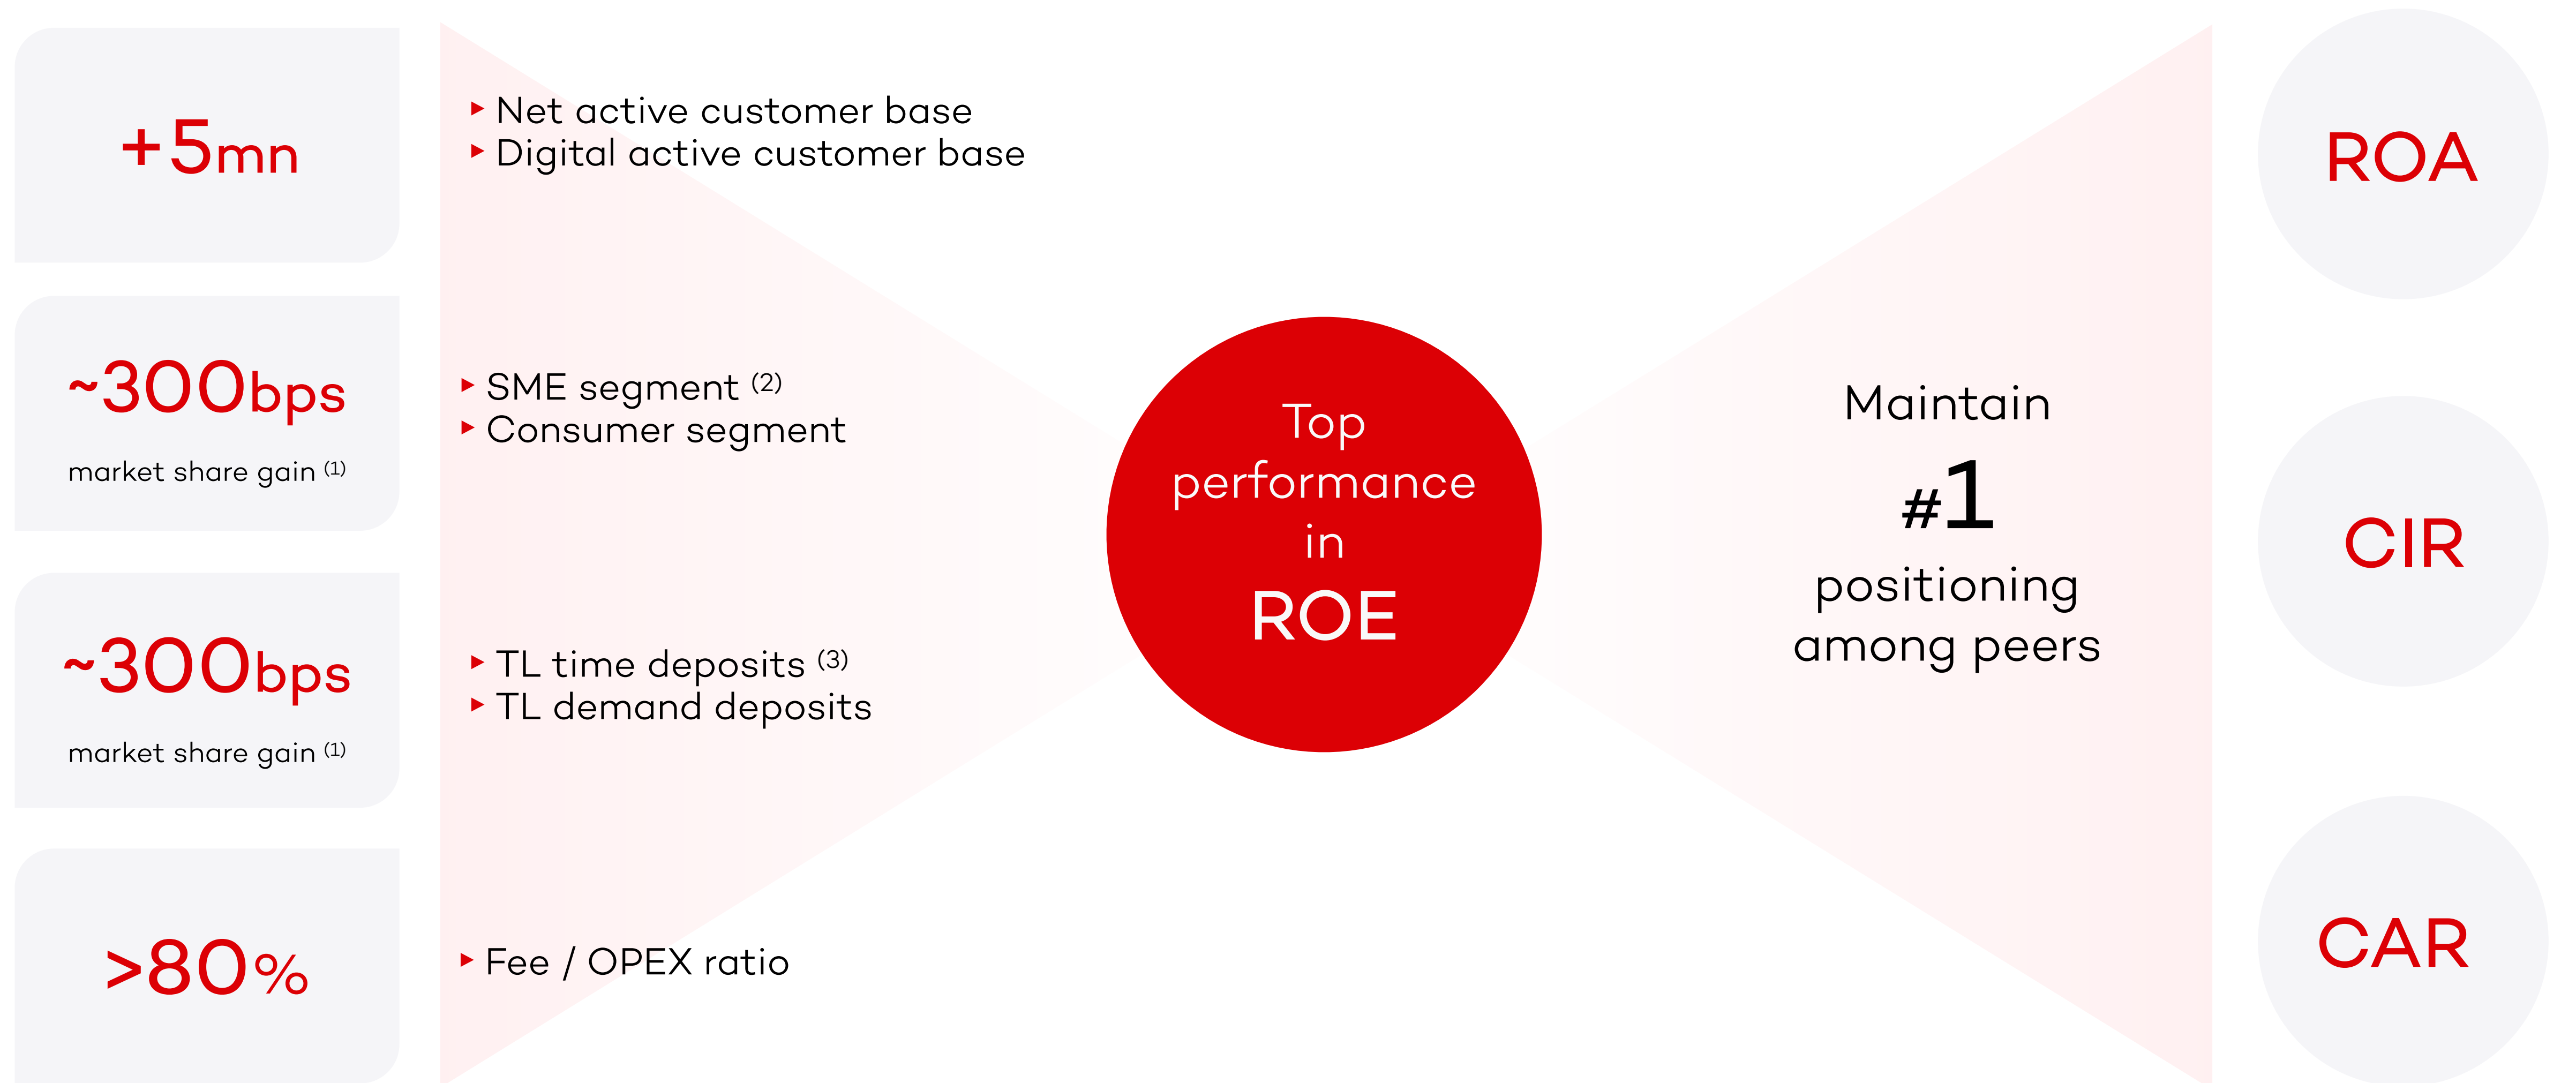 +5mn
► Net active customer base
► Digital active customer base
~300bps
market share gain (1)
► SME segment (2)
► Consumer segment
~300bps
market share gain (1)
► TL time deposits (3)
► TL demand deposits
>80%
► Fee / OPEX ratio
Top
performance
in
ROE
Maintain
#1
positioning
among peers
ROA
CIR
CAR